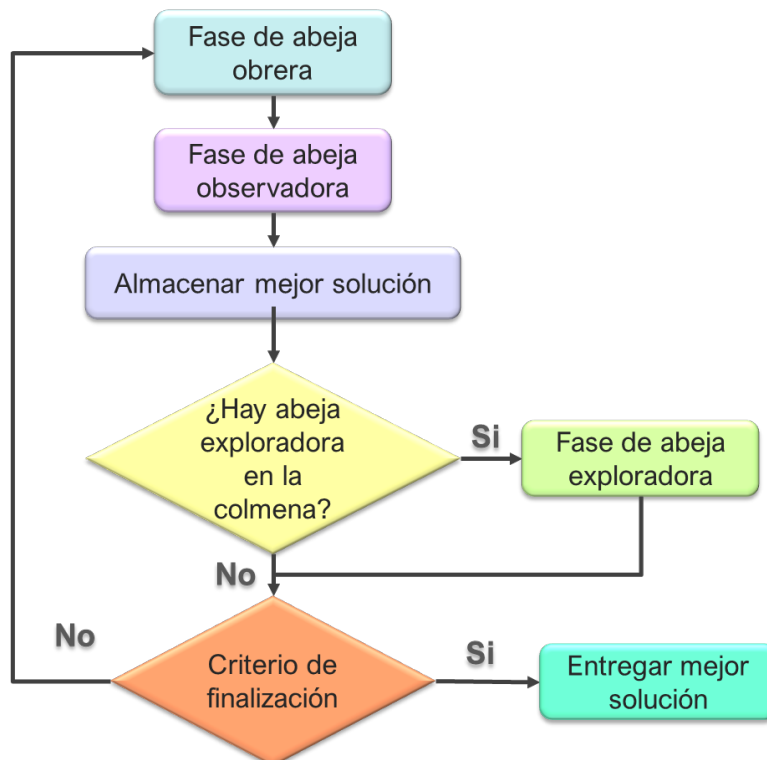 Fase de abeja
obrera
Fase de abeja
observadora
Almacenar mejor solución
¿Hay abeja
exploradora
en la
colmena?
Si
Fase de abeja
exploradora
No
No
Criterio de
finalización
Si
Entregar mejor
solución